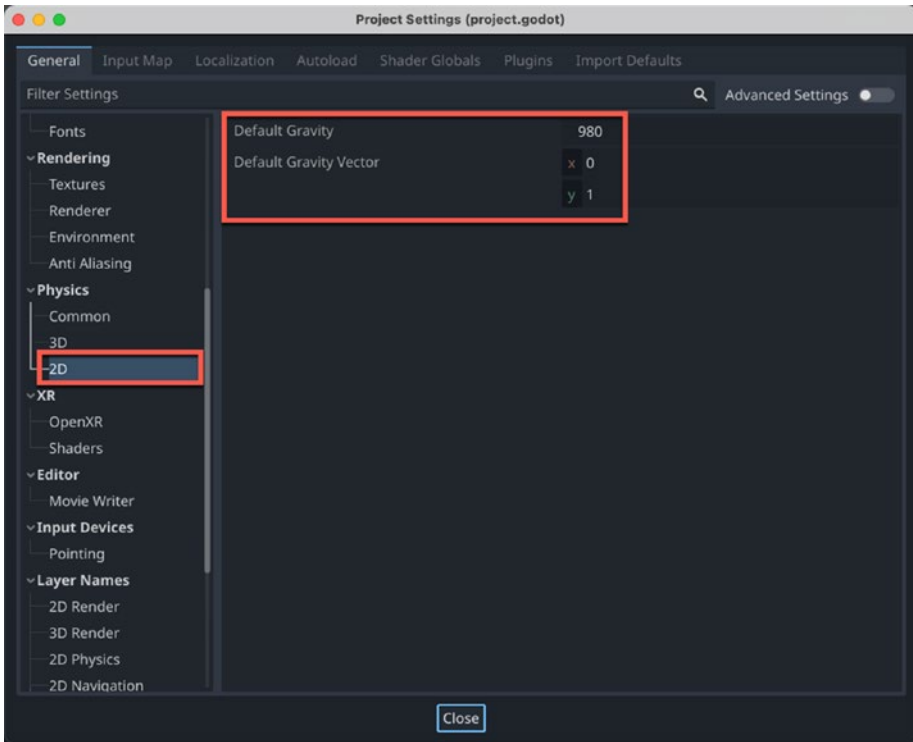 Project Settings (project.godot)
General Input Map Localization Autoload Shader Globals Plugins Import Defaults
Filter Settings Advanced Settings
Fonts
Rendering
Textures
Renderer
Environment
Anti Aliasing
Physics
Common
3D
2D
XR
OpenXR
Shaders
Editor
Movie Writer
Input Devices
Pointing
Layer Names
2D Render
3D Render
2D Physics
2D Navigation
Default Gravity 980
Default Gravity Vector x 0
y 1
Close